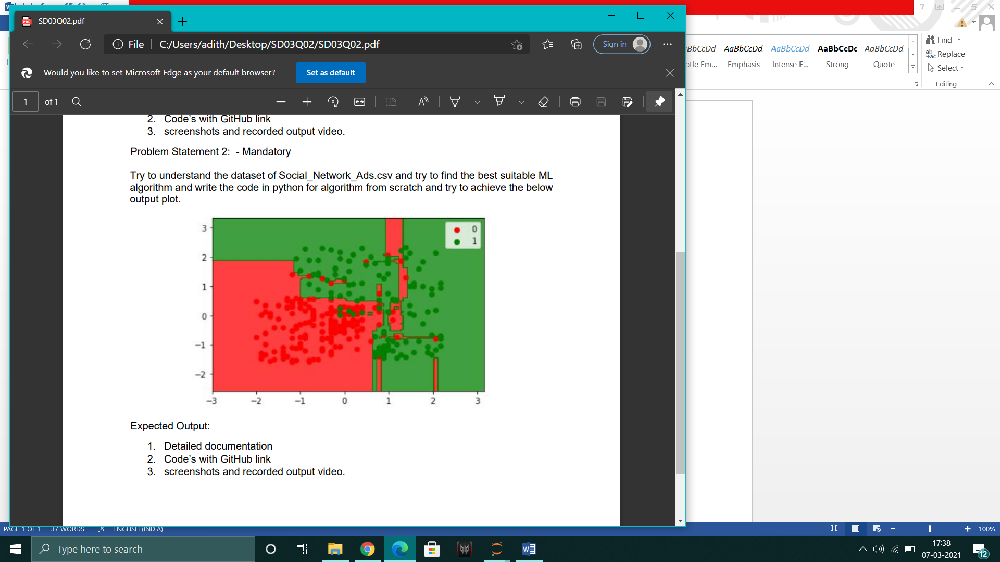 SD03Q02.pdf
File
C:/Users/adith/Desktop/SD03Q02/SD03Q02.pdf
Sign in
Would you like to set Microsoft Edge as your default browser?
Set as default
1 of 1
AaBbCcDd AaBbCcDd AaBbCcDd AaBbCcDc AaBbCcDd
Em... Emphasis Intense E... Strong Quote
Find
Replace
Select
Editing
2. Code's with GitHub link
3. screenshots and recorded output video.
Problem Statement 2: - Mandatory
Try to understand the dataset of Social_Network_Ads.csv and try to find the best suitable ML
algorithm and write the code in python for algorithm from scratch and try to achieve the below
output plot.
0
1
3
2
1
0
−1
−2
−3 −2 −1 0 1 2 3
Expected Output:
1. Detailed documentation
2. Code's with GitHub link
3. screenshots and recorded output video.
PAGE 1 OF 1 37 WORDS ENGLISH (INDIA)
100%
Type here to search
17:38
07-03-2021
12